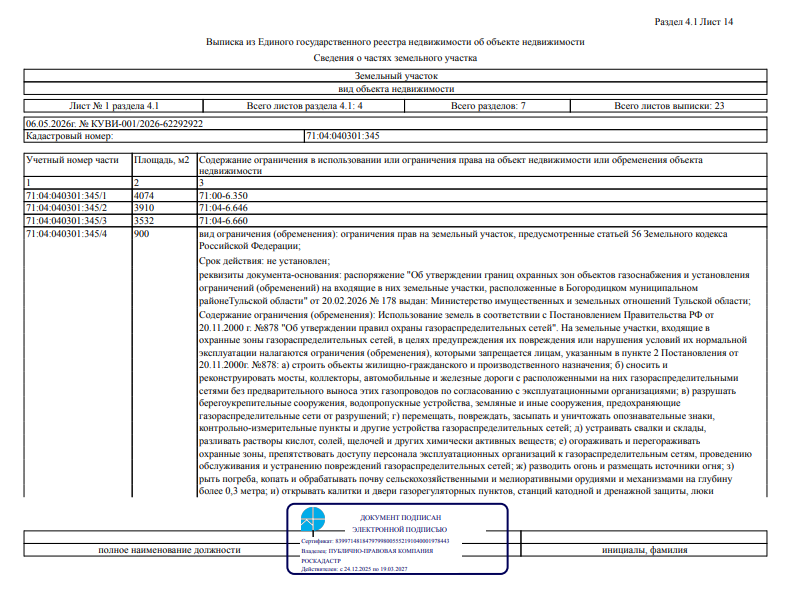 Раздел 4.1 Лист 14
Выписка из Единого государственного реестра недвижимости об объекте недвижимости
Сведения о частях земельного участка
Земельный участок
вид объекта недвижимости
Лист № 1 раздела 4.1 Всего листов раздела 4.1: 4 Всего разделов: 7 Всего листов выписки: 23
06.05.2026г. № КУВИ-001/2026-62292922
Кадастровый номер: 71:04:040301:345
Учетный номер части Площадь, м2 Содержание ограничения в использовании или ограничения права на объект недвижимости или обременения объекта
недвижимости
1 2 3
71:04:040301:345/1 4074 71:00-6.350
71:04:040301:345/2 3910 71:04-6.646
71:04:040301:345/3 3532 71:04-6.660
71:04:040301:345/4 900 вид ограничения (обременения): ограничения прав на земельный участок, предусмотренные статьей 56 Земельного кодекса
Российской Федерации;
Срок действия: не установлен;
реквизиты документа-основания: распоряжение "Об утверждении границ охранных зон объектов газоснабжения и установления
ограничений (обременений) на входящие в них земельные участки, расположенные в Богородицком муниципальном
районеТульской области" от 20.02.2026 № 178 выдан: Министерство имущественных и земельных отношений Тульской области;
Содержание ограничения (обременения): Использование земель в соответствии с Постановлением Правительства РФ от
20.11.2000 г. №878 "Об утверждении правил охраны газораспределительных сетей". На земельные участки, входящие в
охранные зоны газораспределительных сетей, в целях предупреждения их повреждения или нарушения условий их нормальной
эксплуатации налагаются ограничения (обременения), которыми запрещается лицам, указанным в пункте 2 Постановления от
20.11.2000г. №878: а) строить объекты жилищно-гражданского и производственного назначения; б) сносить и
реконструировать мосты, коллекторы, автомобильные и железные дороги с расположенными на них газораспределительными
сетями без предварительного выноса этих газопроводов по согласованию с эксплуатационными организациями; в) разрушать
берегоукрепительные сооружения, водопропускные устройства, земляные и иные сооружения, предохраняющие
газораспределительные сети от разрушений; г) перемещать, повреждать, засыпать и уничтожать опознавательные знаки,
контрольно-измерительные пункты и другие устройства газораспределительных сетей; д) устраивать свалки и склады,
разливать растворы кислот, солей, щелочей и других химически активных веществ; е) огораживать и перегораживать
охранные зоны, препятствовать доступу персонала эксплуатационных организаций к газораспределительным сетям, проведению
обслуживания и устранению повреждений газораспределительных сетей; ж) разводить огонь и размещать источники огня; з)
рыть погреба, копать и обрабатывать почву сельскохозяйственными и мелиоративными орудиями и механизмами на глубину
более 0,3 метра; и) открывать калитки и двери газорегуляторных пунктов, станций катодной и дренажной защиты, люки
ДОКУМЕНТ ПОДПИСАН
ЭЛЕКТРОННОЙ ПОДПИСЬЮ
Владелец: ПУБЛИЧНО-ПРАВОВАЯ КОМПАНИЯ
РОСКАДАСТР
Действителен: с 24.12.2025 по 19.03.2027
полное наименование должности инициалы, фамилия